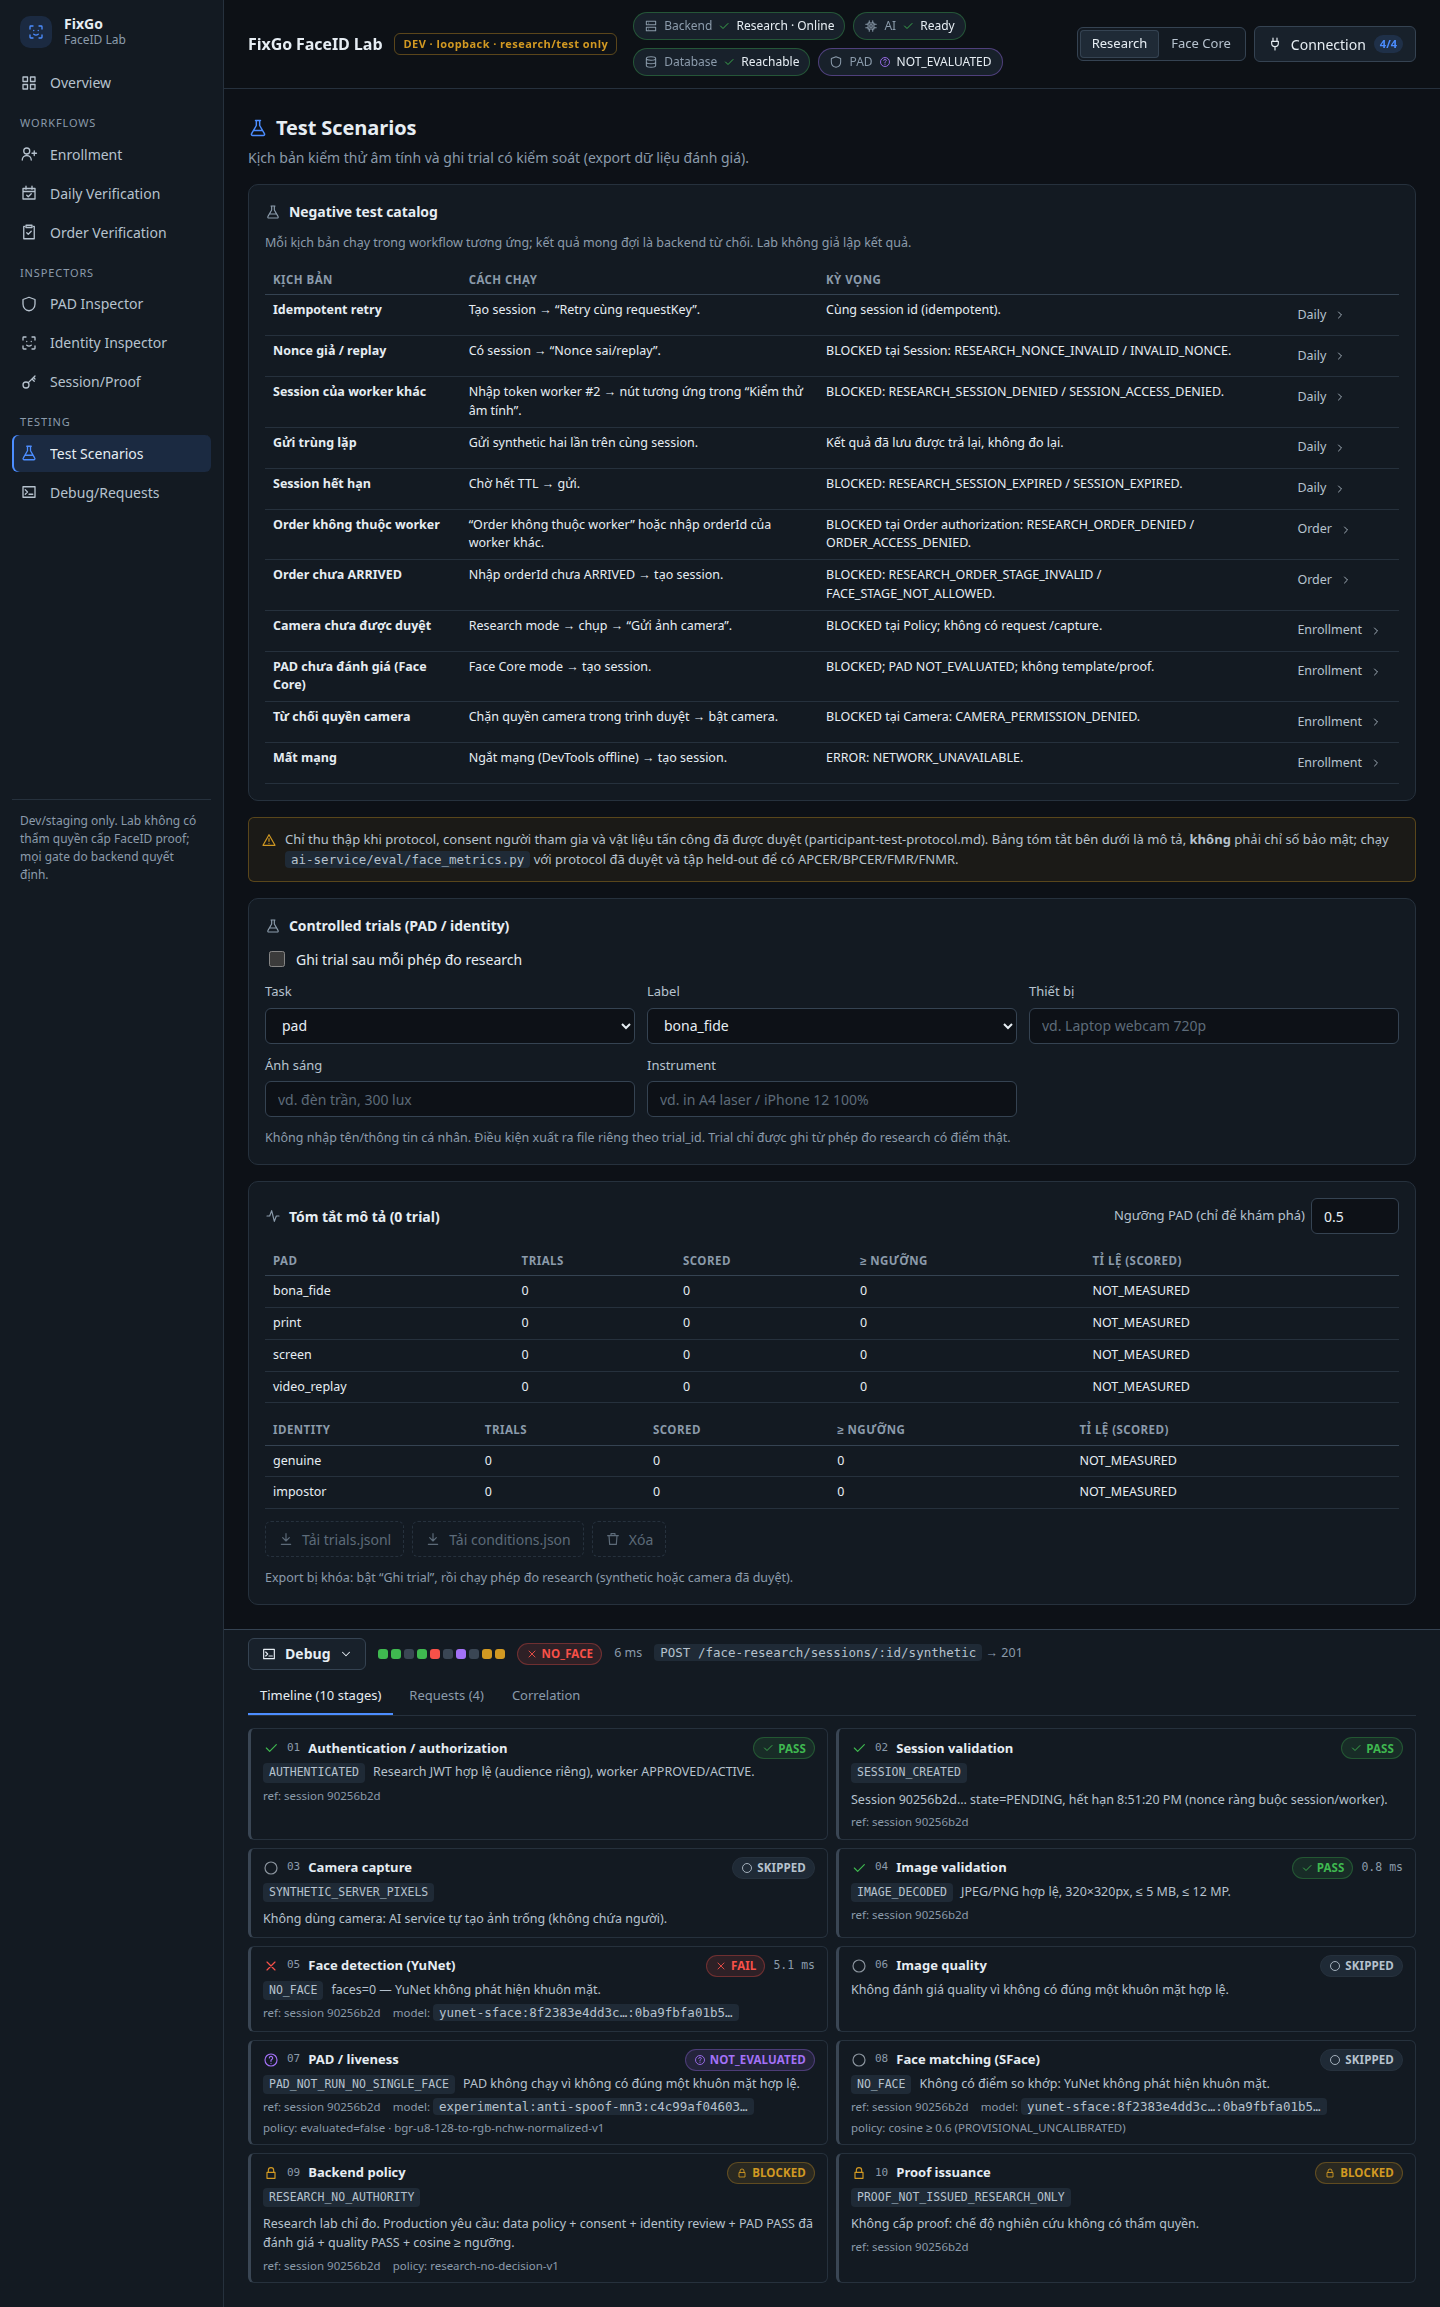 FixGo
FaceID Lab
Overview
WORKFLOWS
Enrollment
Daily Verification
Order Verification
INSPECTORS
PAD Inspector
Identity Inspector
Session/Proof
TESTING
Test Scenarios
Debug/Requests
Dev/staging only. Lab không có
thẩm quyền cấp FaceID proof;
mọi gate do backend quyết
định.
FixGo FaceID Lab
DEV · loopback · research/test only
Backend Research · Online
AI Ready
Database Reachable
PAD NOT_EVALUATED
Research Face Core
Connection 4/4
Test Scenarios
Kịch bản kiểm thử âm tính và ghi trial có kiểm soát (export dữ liệu đánh giá).
Negative test catalog
Mỗi kịch bản chạy trong workflow tương ứng; kết quả mong đợi là backend từ chối. Lab không giả lập kết quả.
KỊCH BẢN CÁCH CHẠY KỲ VỌNG
Idempotent retry Tạo session → “Retry cùng requestKey”. Cùng session id (idempotent). Daily
Nonce giả / replay Có session → “Nonce sai/replay”. BLOCKED tại Session: RESEARCH_NONCE_INVALID / INVALID_NONCE. Daily
Session của worker khác Nhập token worker #2 → nút tương ứng trong “Kiểm thử BLOCKED: RESEARCH_SESSION_DENIED / SESSION_ACCESS_DENIED. Daily
âm tính”.
Gửi trùng lặp Gửi synthetic hai lần trên cùng session. Kết quả đã lưu được trả lại, không đo lại. Daily
Session hết hạn Chờ hết TTL → gửi. BLOCKED: RESEARCH_SESSION_EXPIRED / SESSION_EXPIRED. Daily
Order không thuộc worker “Order không thuộc worker” hoặc nhập orderId của BLOCKED tại Order authorization: RESEARCH_ORDER_DENIED / Order
worker khác. ORDER_ACCESS_DENIED.
Order chưa ARRIVED Nhập orderId chưa ARRIVED → tạo session. BLOCKED: RESEARCH_ORDER_STAGE_INVALID / Order
FACE_STAGE_NOT_ALLOWED.
Camera chưa được duyệt Research mode → chụp → “Gửi ảnh camera”. BLOCKED tại Policy; không có request /capture. Enrollment
PAD chưa đánh giá (Face Face Core mode → tạo session. BLOCKED; PAD NOT_EVALUATED; không template/proof. Enrollment
Core)
Từ chối quyền camera Chặn quyền camera trong trình duyệt → bật camera. BLOCKED tại Camera: CAMERA_PERMISSION_DENIED. Enrollment
Mất mạng Ngắt mạng (DevTools offline) → tạo session. ERROR: NETWORK_UNAVAILABLE. Enrollment
Chỉ thu thập khi protocol, consent người tham gia và vật liệu tấn công đã được duyệt (participant-test-protocol.md). Bảng tóm tắt bên dưới là mô tả, không phải chỉ số bảo mật; chạy
ai-service/eval/face_metrics.py với protocol đã duyệt và tập held-out để có APCER/BPCER/FMR/FNMR.
Controlled trials (PAD / identity)
Ghi trial sau mỗi phép đo research
Task Label Thiết bị
pad bona_fide vd. Laptop webcam 720p
Ánh sáng Instrument
vd. đèn trần, 300 lux vd. in A4 laser / iPhone 12 100%
Không nhập tên/thông tin cá nhân. Điều kiện xuất ra file riêng theo trial_id. Trial chỉ được ghi từ phép đo research có điểm thật.
Tóm tắt mô tả (0 trial) Ngưỡng PAD (chỉ để khám phá) 0.5
PAD TRIALS SCORED ≥ NGƯỠNG TỈ LỆ (SCORED)
bona_fide 0 0 0 NOT_MEASURED
print 0 0 0 NOT_MEASURED
screen 0 0 0 NOT_MEASURED
video_replay 0 0 0 NOT_MEASURED
IDENTITY TRIALS SCORED ≥ NGƯỠNG TỈ LỆ (SCORED)
genuine 0 0 0 NOT_MEASURED
impostor 0 0 0 NOT_MEASURED
Tải trials.jsonl Tải conditions.json Xóa
Export bị khóa: bật “Ghi trial”, rồi chạy phép đo research (synthetic hoặc camera đã duyệt).
Debug NO_FACE 6 ms POST /face-research/sessions/:id/synthetic → 201
Timeline (10 stages) Requests (4) Correlation
01 Authentication / authorization PASS
AUTHENTICATED Research JWT hợp lệ (audience riêng), worker APPROVED/ACTIVE.
ref: session 90256b2d
02 Session validation PASS
SESSION_CREATED
Session 90256b2d… state=PENDING, hết hạn 8:51:20 PM (nonce ràng buộc session/worker).
ref: session 90256b2d
03 Camera capture SKIPPED
SYNTHETIC_SERVER_PIXELS
Không dùng camera: AI service tự tạo ảnh trống (không chứa người).
04 Image validation PASS 0.8 ms
IMAGE_DECODED JPEG/PNG hợp lệ, 320×320px, ≤ 5 MB, ≤ 12 MP.
ref: session 90256b2d
05 Face detection (YuNet) FAIL 5.1 ms
NO_FACE faces=0 — YuNet không phát hiện khuôn mặt.
ref: session 90256b2d model: yunet-sface:8f2383e4dd3c…:0ba9fbfa01b5…
06 Image quality SKIPPED
Không đánh giá quality vì không có đúng một khuôn mặt hợp lệ.
07 PAD / liveness NOT_EVALUATED
PAD_NOT_RUN_NO_SINGLE_FACE PAD không chạy vì không có đúng một khuôn mặt hợp lệ.
ref: session 90256b2d model: experimental:anti-spoof-mn3:c4c99af04603…
policy: evaluated=false · bgr-u8-128-to-rgb-nchw-normalized-v1
08 Face matching (SFace) SKIPPED
NO_FACE Không có điểm so khớp: YuNet không phát hiện khuôn mặt.
ref: session 90256b2d model: yunet-sface:8f2383e4dd3c…:0ba9fbfa01b5…
policy: cosine ≥ 0.6 (PROVISIONAL_UNCALIBRATED)
09 Backend policy BLOCKED
RESEARCH_NO_AUTHORITY
Research lab chỉ đo. Production yêu cầu: data policy + consent + identity review + PAD PASS đã
đánh giá + quality PASS + cosine ≥ ngưỡng.
ref: session 90256b2d policy: research-no-decision-v1
10 Proof issuance BLOCKED
PROOF_NOT_ISSUED_RESEARCH_ONLY
Không cấp proof: chế độ nghiên cứu không có thẩm quyền.
ref: session 90256b2d